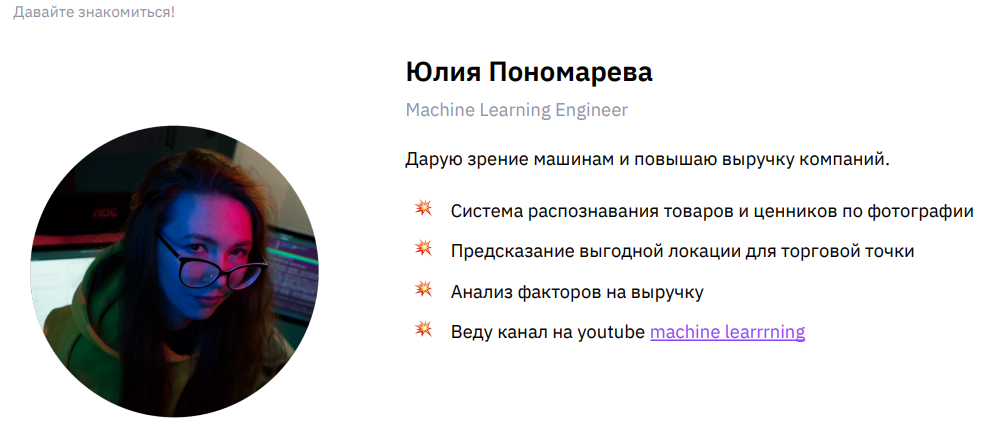 Давайте знакомиться!
Юлия Пономарева
Machine Learning Engineer
Дарую зрение машинам и повышаю выручку компаний.
Система распознавания товаров и ценников по фотографии
Предсказание выгодной локации для торговой точки
Анализ факторов на выручку
Веду канал на youtube machine learrrning
AOC